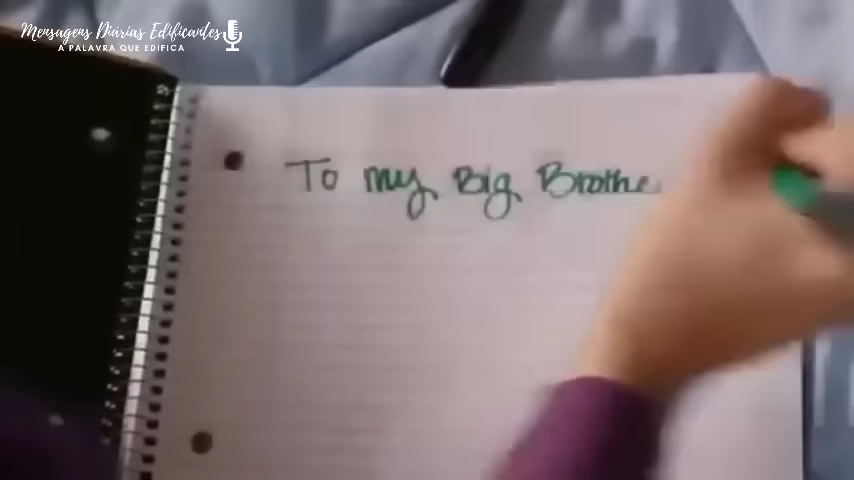 Mensagens Diárias Edificantes
A PALAVRA QUE EDIFICA
To my Big Brothe